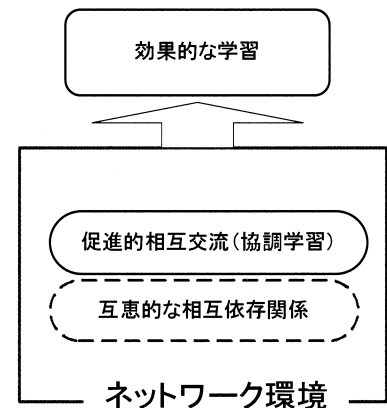 効果的な学習
促進的相互交流（協調学習）
互恵的な相互依存関係
ネットワーク環境